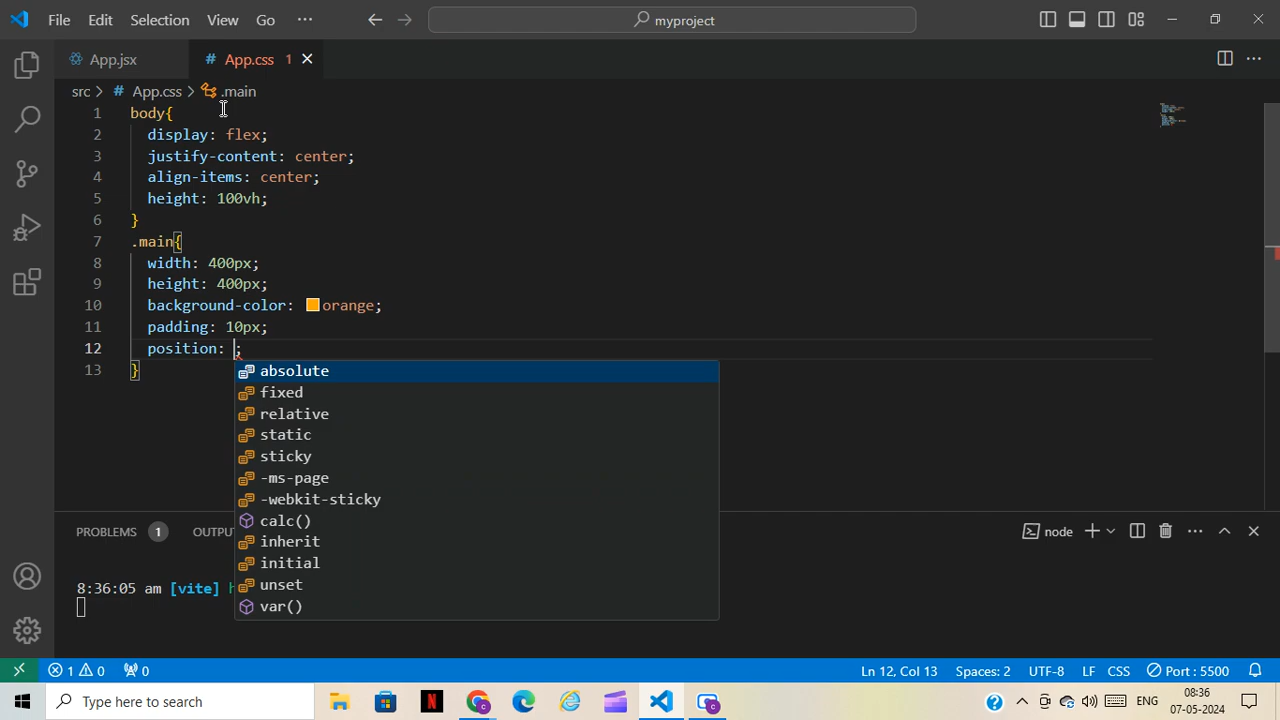 File Edit Selection View Go ··· myproject
App.jsx App.css 1
src > App.css > .main
1 body{
2 display: flex;
3 justify-content: center;
4 align-items: center;
5 height: 100vh;
6 }
7 .main{
8 width: 400px;
9 height: 400px;
10 background-color: orange;
11 padding: 10px;
12 position: ;
13 }
absolute
fixed
relative
static
sticky
-ms-page
-webkit-sticky
calc()
inherit
initial
unset
var()
PROBLEMS 1 OUTPU node
8:36:05 am [vite] h
1 0 0 Ln 12, Col 13 Spaces: 2 UTF-8 LF CSS Port : 5500
Type here to search ENG 08:36
07-05-2024